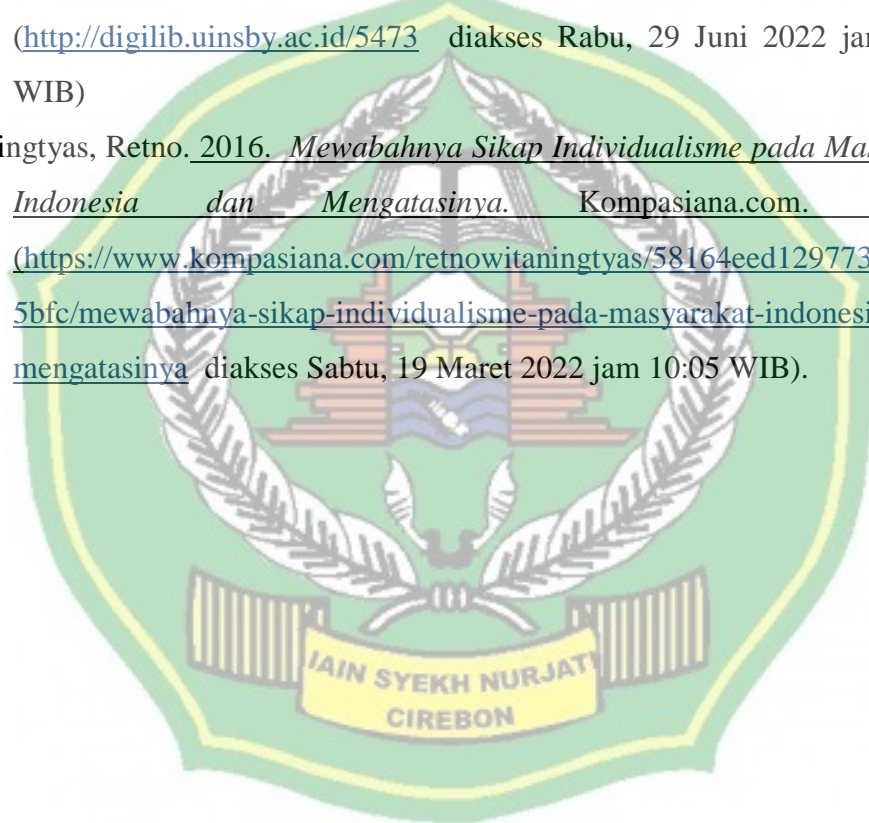 (http://digilib.uinsby.ac.id/5473 diakses Rabu, 29 Juni 2022 jam
WIB)
ingtyas, Retno. 2016. Mewabahnya Sikap Individualisme pada Mas
Indonesia dan Mengatasinya. Kompasiana.com.
(https://www.kompasiana.com/retnowitaningtyas/58164eed129773
5bfc/mewabahnya-sikap-individualisme-pada-masyarakat-indonesi
mengatasinya diakses Sabtu, 19 Maret 2022 jam 10:05 WIB).
IAIN SYEKH NURJATI
CIREBON